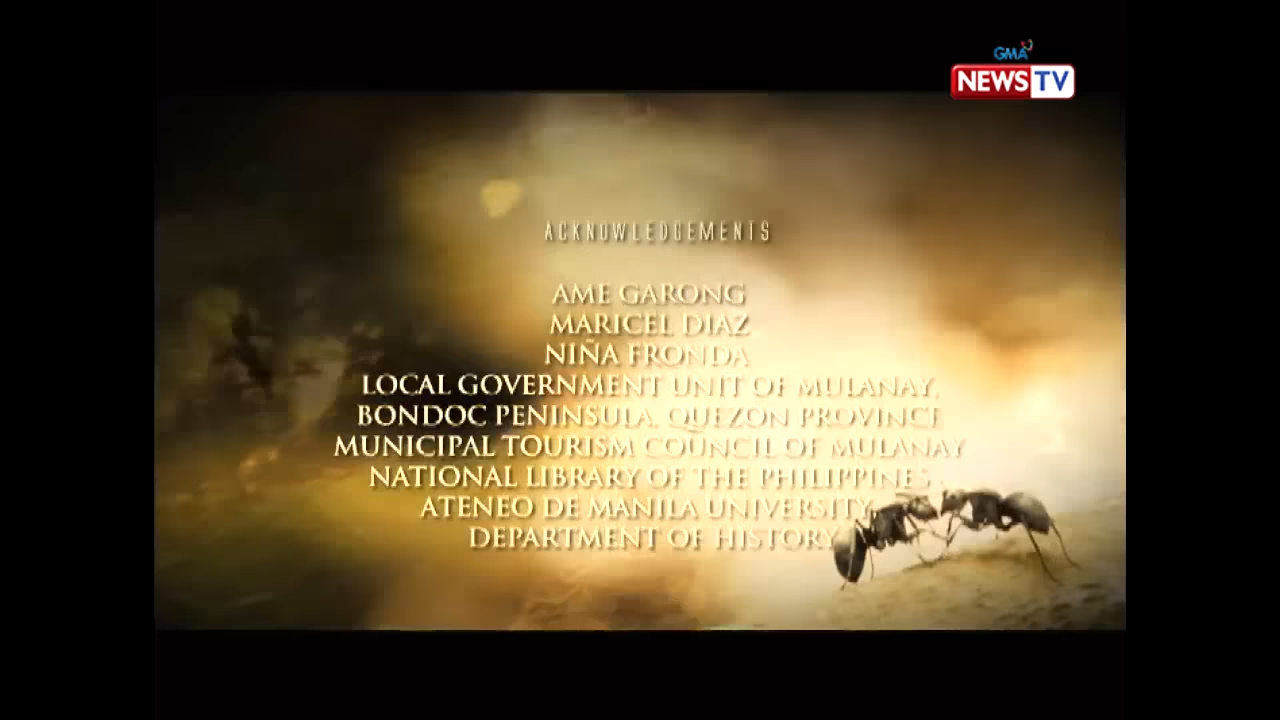 GMA
NEWS TV
ACKNOWLEDGEMENTS
AME GARONG
MARICEL DIAZ
NIÑA FRONDA
LOCAL GOVERNMENT UNIT OF MULANAY,
BONDOC PENINSULA, QUEZON PROVINCE
MUNICIPAL TOURISM COUNCIL OF MULANAY
NATIONAL LIBRARY OF THE PHILIPPINES
ATENEO DE MANILA UNIVERSITY,
DEPARTMENT OF HISTORY